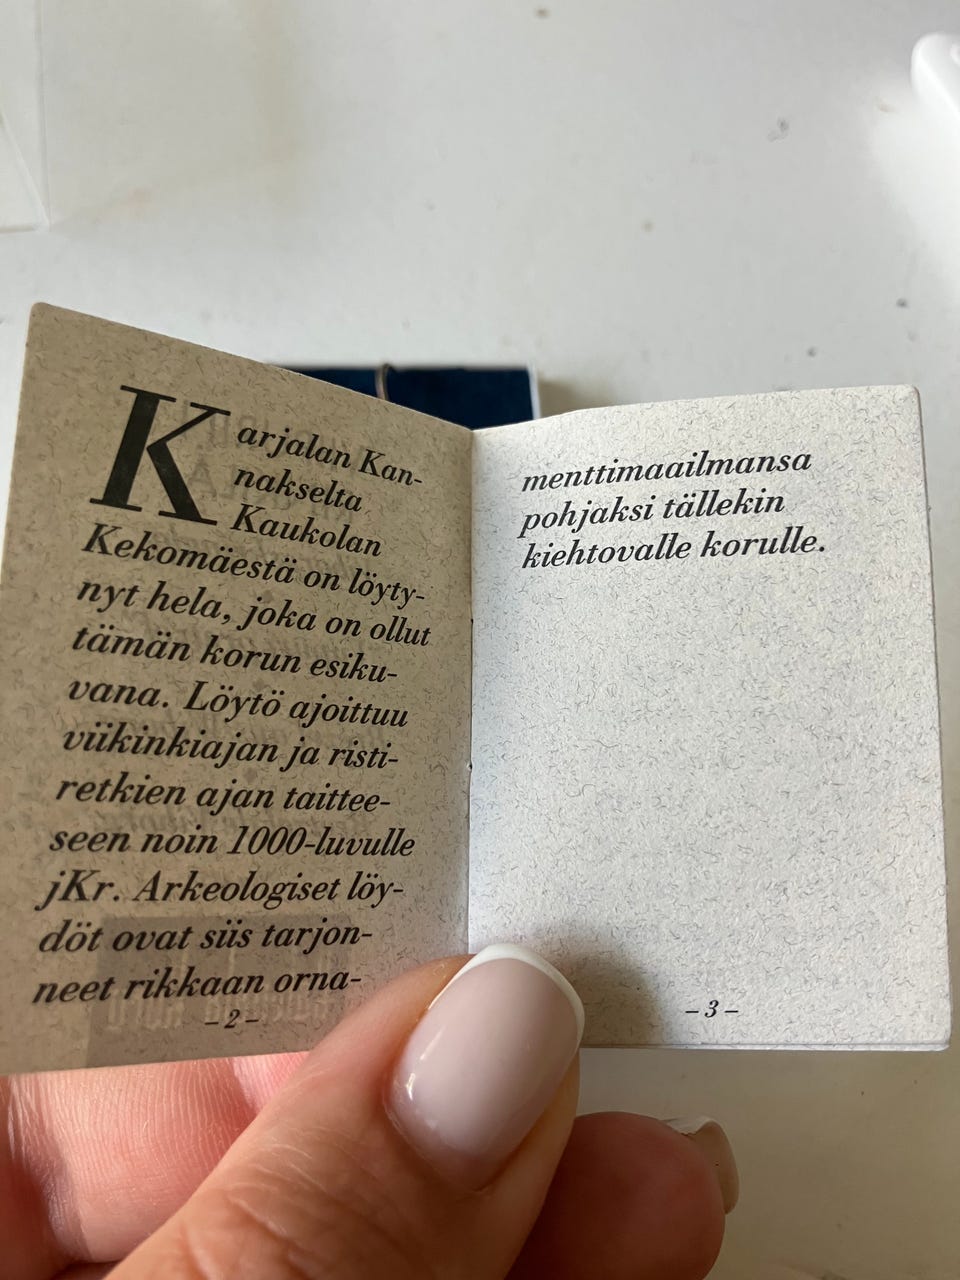 Karjalan Kan-
nakselta
Kaukolan
Kekomäestä on löyty-
nyt hela, joka on ollut
tämän korun esiku-
vana. Löytö ajoittuu
viikinkiajan ja risti-
retkien ajan taittee-
seen noin 1000-luvulle
jKr. Arkeologiset löy-
döt ovat siis tarjon-
neet rikkaan orna-
– 2 –
menttimaailmansa
pohjaksi tällekin
kiehtovalle korulle.
– 3 –